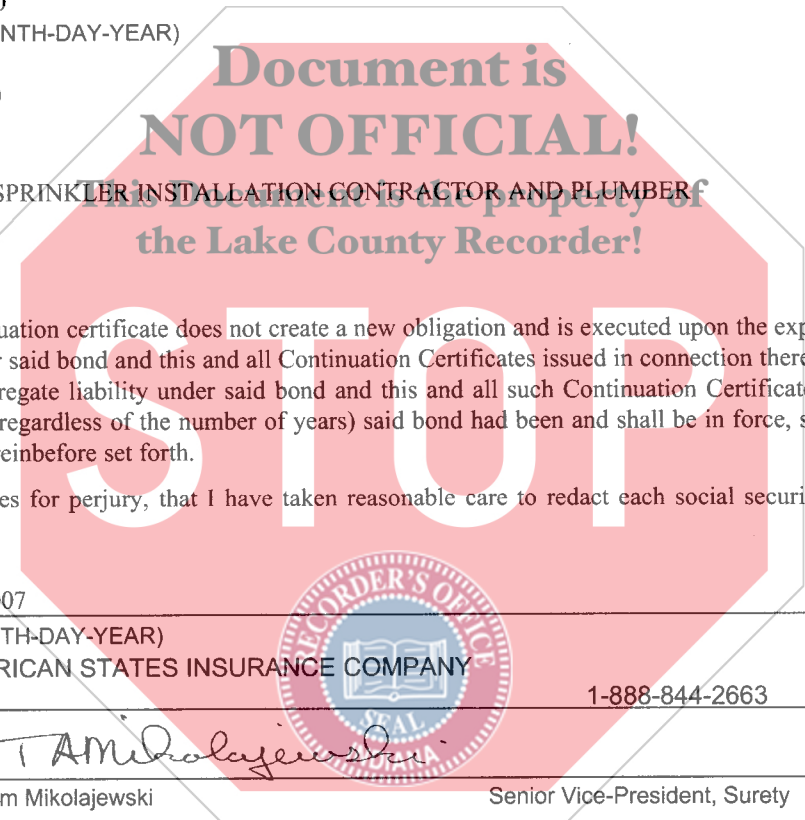 NTH-DAY-YEAR)
Document is
NOT OFFICIAL!
SPRINKLER INSTALLATION CONTRACTOR AND PLUMBER
This Document is the property of
the Lake County Recorder!
STOP
uation certificate does not create a new obligation and is executed upon the exp
said bond and this and all Continuation Certificates issued in connection there
regate liability under said bond and this and all such Continuation Certificat
regardless of the number of years) said bond had been and shall be in force, s
einbefore set forth.
es for perjury, that I have taken reasonable care to redact each social securi
07
TH-DAY-YEAR)
RICAN STATES INSURANCE COMPANY
1-888-844-2663
RECORDER'S OFFICE
SEAL
INDIANA
TAMikolajewski
m Mikolajewski
Senior Vice-President, Surety